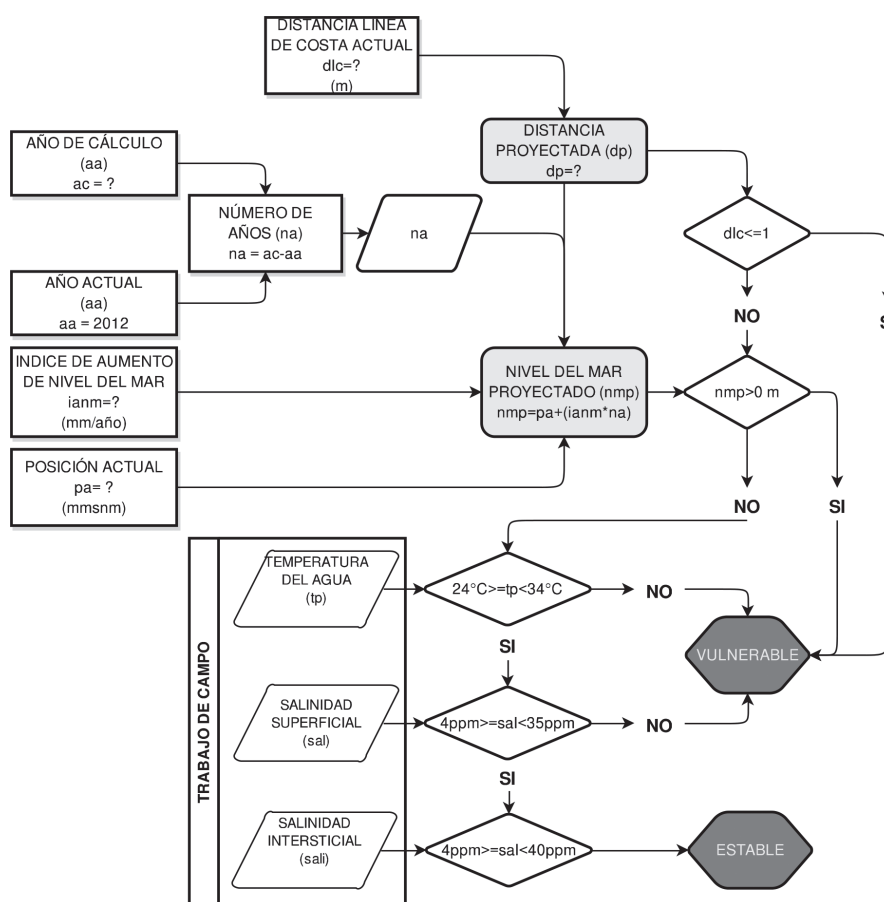 DISTANCIA LINEA
DE COSTA ACTUAL
dlc=?
(m)
DISTANCIA
PROYECTADA (dp)
dp=?
AÑO DE CÁLCULO
(aa)
ac = ?
NÚMERO DE
AÑOS (na)
na = ac-aa
na
dlc<=1
AÑO ACTUAL
(aa)
aa = 2012
NO
INDICE DE AUMENTO
DE NIVEL DEL MAR
ianm=?
(mm/año)
NIVEL DEL MAR
PROYECTADO (nmp)
nmp=pa+(ianm*na)
nmp>0 m
POSICIÓN ACTUAL
pa= ?
(mmsnm)
NO
SI
TRABAJO DE CAMPO
TEMPERATURA
DEL AGUA
(tp)
24°C>=tp<34°C
NO
SI
VULNERABLE
SALINIDAD
SUPERFICIAL
(sal)
4ppm>=sal<35ppm
NO
SI
SALINIDAD
INTERSTICIAL
(sali)
4ppm>=sal<40ppm
ESTABLE